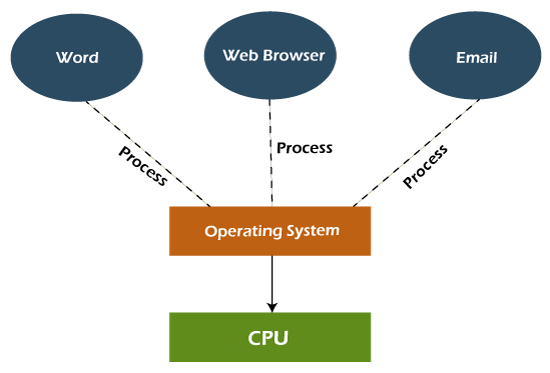 Word
Web Browser
Email
Process
Process
Process
Operating System
CPU